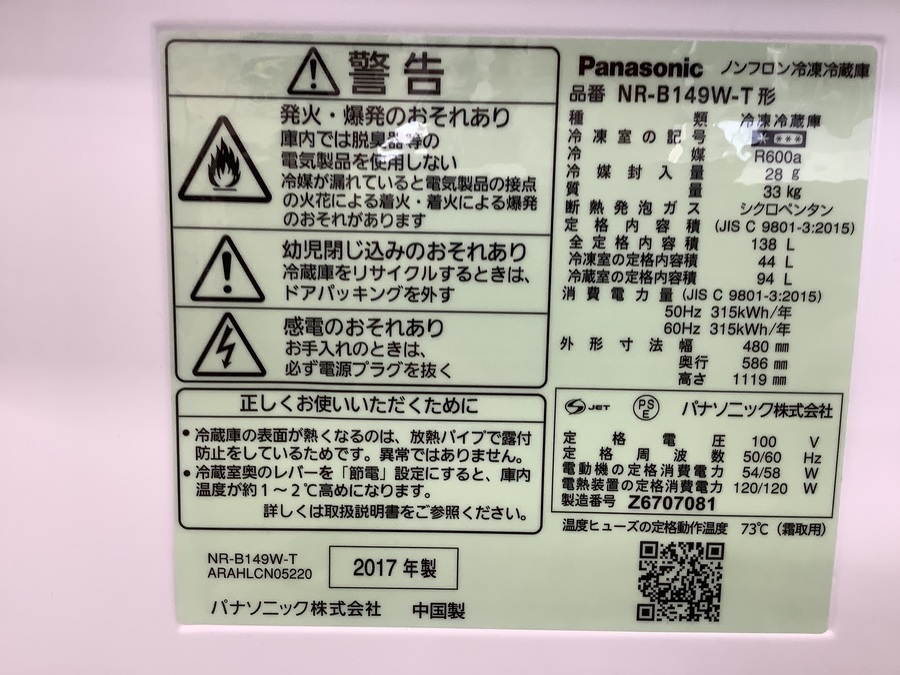 警告
発火・爆発のおそれあり
庫内では脱臭器等の
電気製品を使用しない
冷媒が漏れていると電気製品の接点
の火花による着火・着火による爆発
のおそれがあります
幼児閉じ込みのおそれあり
冷蔵庫をリサイクルするときは、
ドアパッキングを外す
感電のおそれあり
お手入れのときは、
必ず電源プラグを抜く
正しくお使いいただくために
•冷蔵庫の表面が熱くなるのは、放熱パイプで露付
防止をしているためです。異常ではありません。
•冷蔵室奥のレバーを「節電」設定にすると、庫内
温度が約1～2℃高めになります。
詳しくは取扱説明書をご参照ください。
NR-B149W-T
ARAHLCN05220
2017年製
パナソニック株式会社 中国製
Panasonic ノンフロン冷凍冷蔵庫
品番 NR-B149W-T形
種類 冷凍冷蔵庫
冷凍室の記号 * ***
冷媒 R600a
冷媒封入量 28 g
質量 33 kg
断熱発泡ガス シクロペンタン
定格内容積 (JIS C 9801-3:2015)
全定格内容積 138 L
冷凍室の定格内容積 44 L
冷蔵室の定格内容積 94 L
消費電力量 (JIS C 9801-3:2015)
50Hz 315kWh/年
60Hz 315kWh/年
外形寸法 幅 480 mm
奥行 586 mm
高さ 1119 mm
S JET PS E パナソニック株式会社
定格電圧 100 V
定格周波数 50/60 Hz
電動機の定格消費電力 54/58 W
電熱装置の定格消費電力 120/120 W
製造番号 Z6707081
温度ヒューズの定格動作温度 73℃(霜取用)